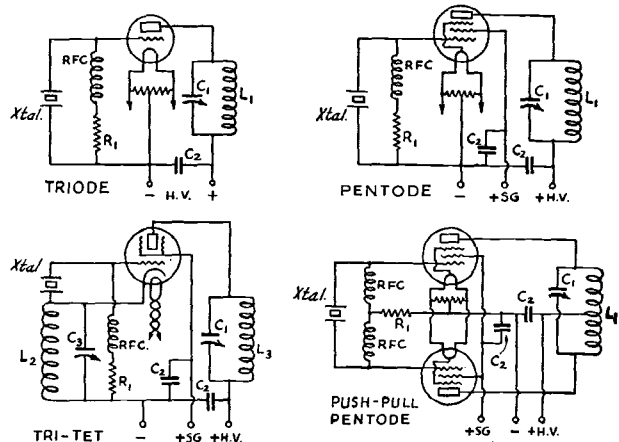 RFC
C1
L1
Xtal.
R1
C2
TRIODE
- H.V. +
RFC
C1
L1
Xtal.
R1
C2
C2
PENTODE
- +SG +H.V.
Xtal
L2
C3
RFC.
R1
C1
L3
C2
C2
TRI-TET
- +SG +H.V.
Xtal.
RFC
R1
RFC
C2
C2
C1
L1
PUSH-PULL
PENTODE
+SG - +H.V.